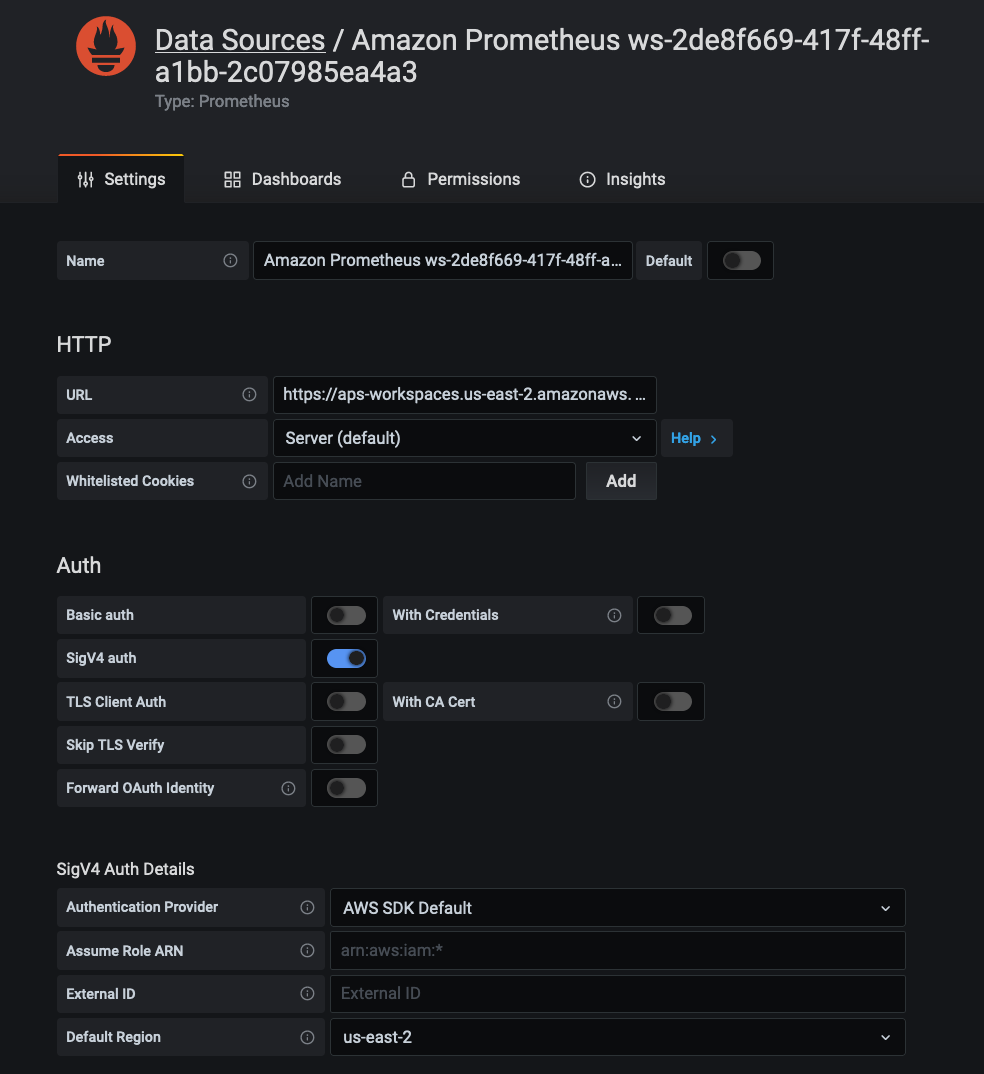 Data Sources / Amazon Prometheus ws-2de8f669-417f-48ff-
a1bb-2c07985ea4a3
Type: Prometheus
Settings Dashboards Permissions Insights
Name Amazon Prometheus ws-2de8f669-417f-48ff-a... Default
HTTP
URL https://aps-workspaces.us-east-2.amazonaws. ...
Access Server (default) Help >
Whitelisted Cookies Add Name Add
Auth
Basic auth With Credentials
SigV4 auth
TLS Client Auth With CA Cert
Skip TLS Verify
Forward OAuth Identity
SigV4 Auth Details
Authentication Provider AWS SDK Default
Assume Role ARN arn:aws:iam:*
External ID External ID
Default Region us-east-2